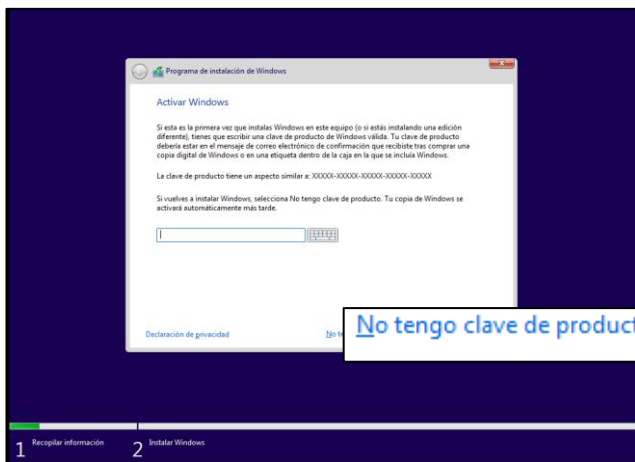 Programa de instalación de Windows
Activar Windows
Si esta es la primera vez que instalas Windows en este equipo (o si estás instalando una edición
diferente), tienes que escribir una clave de producto de Windows válida. Tu clave de producto
debería estar en el mensaje de correo electrónico de confirmación que recibiste tras comprar una
copia digital de Windows o en una etiqueta dentro de la caja en la que se incluía Windows.
La clave de producto tiene un aspecto similar a: XXXXX-XXXXX-XXXXX-XXXXX-XXXXX
Si vuelves a instalar Windows, selecciona No tengo clave de producto. Tu copia de Windows se
activará automáticamente más tarde.
Declaración de privacidad
No t
No tengo clave de product
1 Recopilar información
2 Instalar Windows